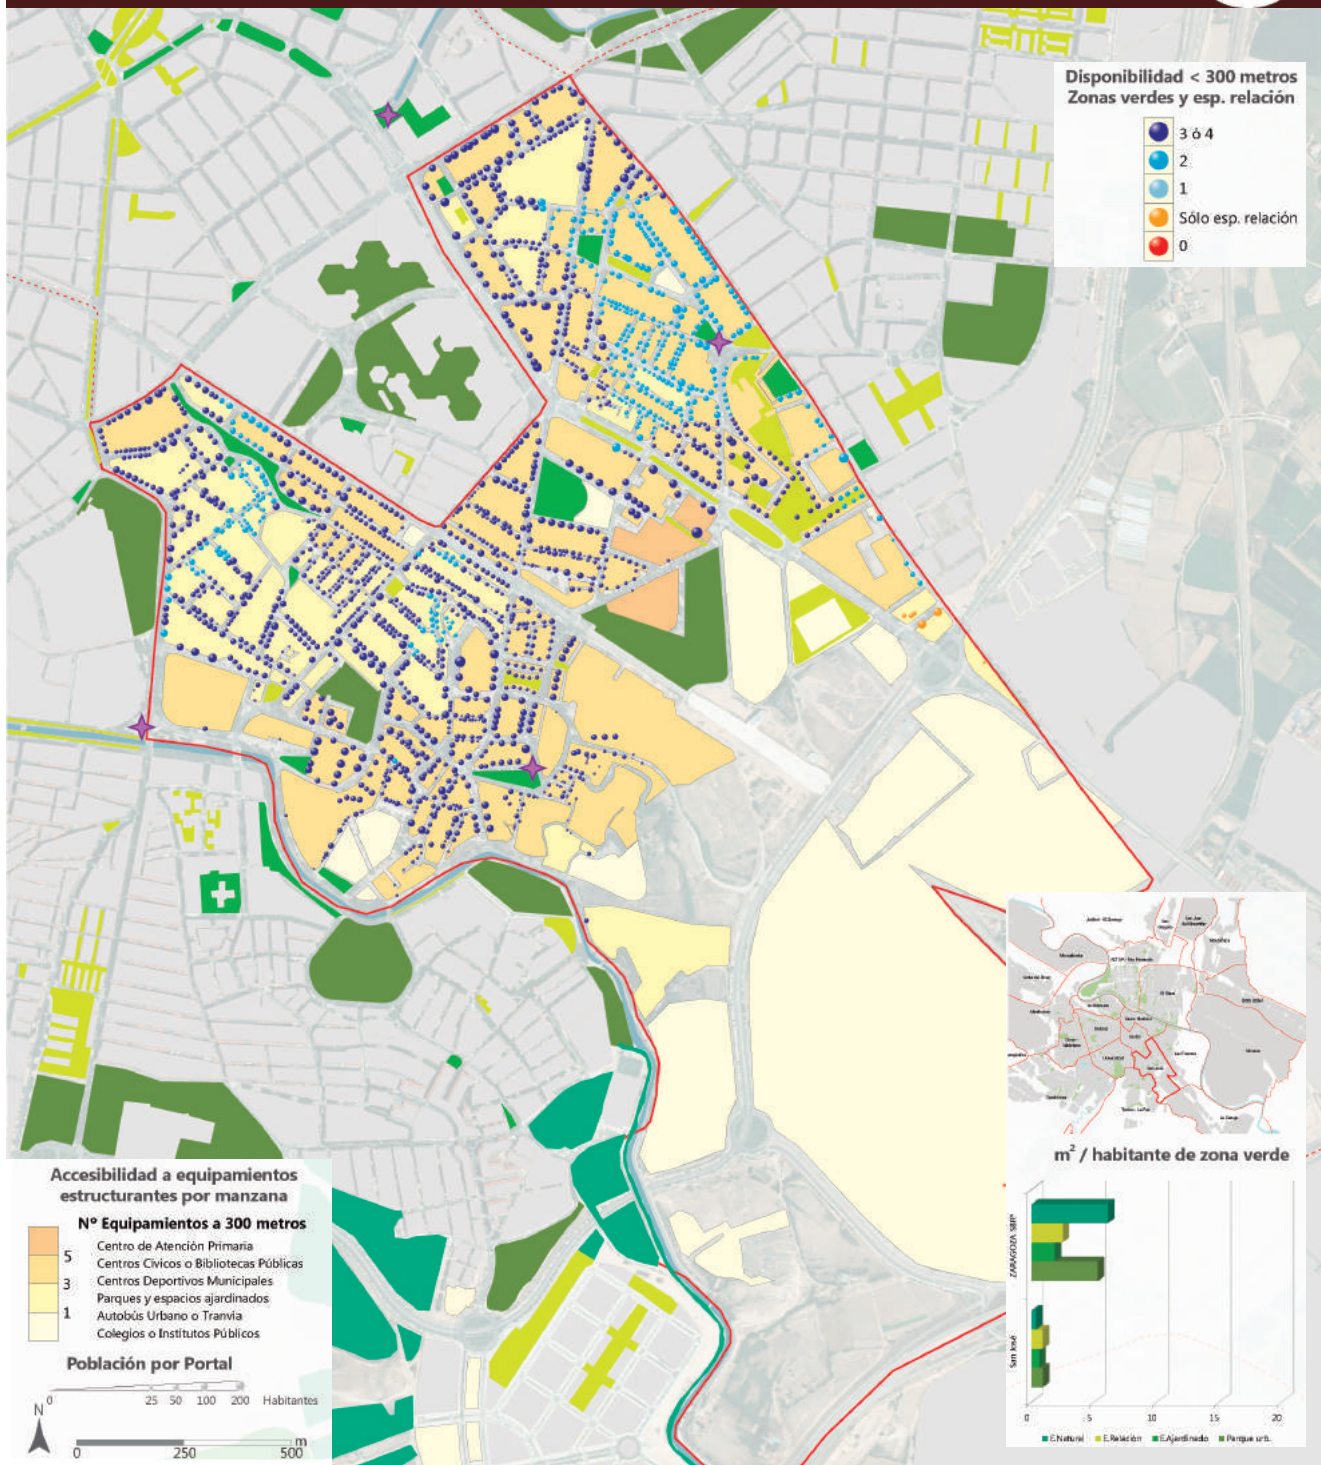 Disponibilidad < 300 metros
Zonas verdes y esp. relación
3 ó 4
2
1
Sólo esp. relación
0
Accesibilidad a equipamientos
estructurantes por manzana
Nº Equipamientos a 300 metros
5
3
1
Centro de Atención Primaria
Centros Cívicos o Bibliotecas Públicas
Centros Deportivos Municipales
Parques y espacios ajardinados
Autobús Urbano o Tranvía
Colegios o Institutos Públicos
Población por Portal
0 25 50 100 200 Habitantes
N
m
0 250 500
m² / habitante de zona verde
San José
0 5 10 15 20
E.Natural E.Relación E.Ajardinado Parque urb.